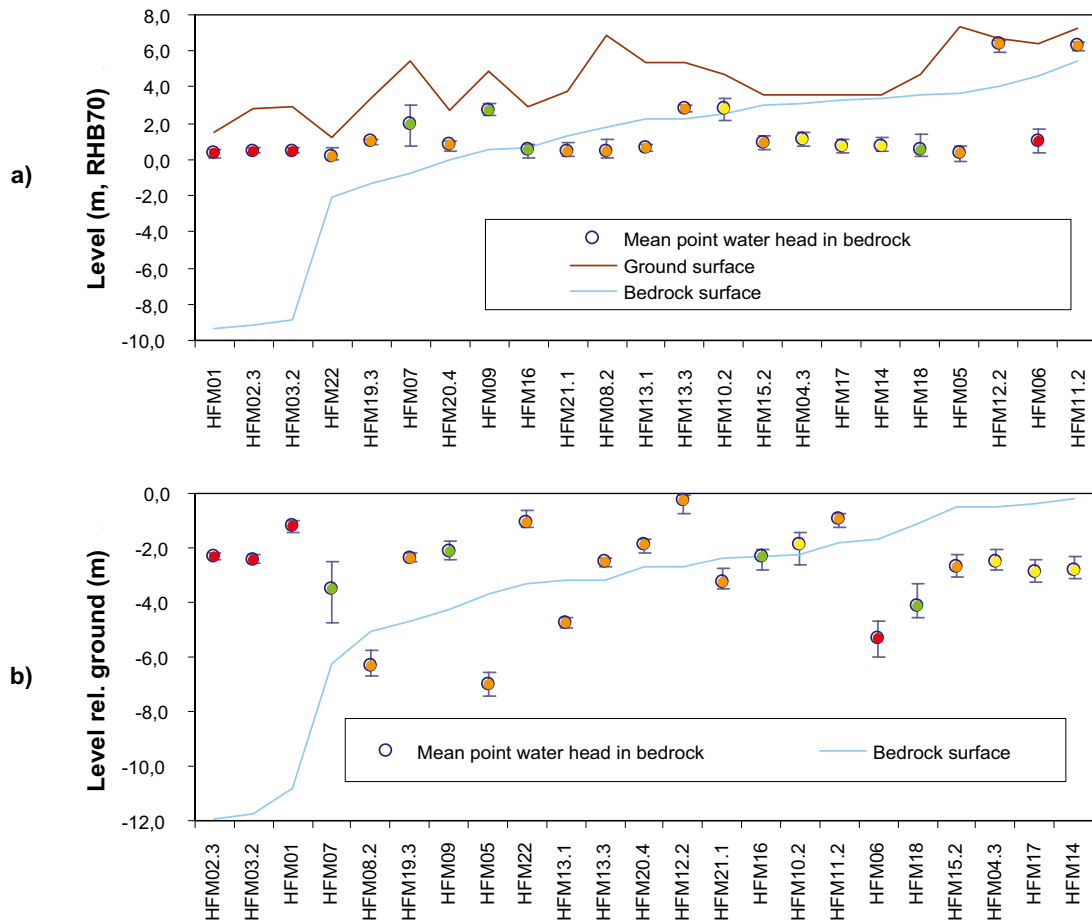 a)
Level (m, RHB70)
8,0
6,0
4,0
2,0
0,0
-2,0
-4,0
-6,0
-8,0
-10,0
Mean point water head in bedrock
Ground surface
Bedrock surface
HFM01
HFM02.3
HFM03.2
HFM22
HFM19.3
HFM07
HFM20.4
HFM09
HFM16
HFM21.1
HFM08.2
HFM13.1
HFM13.3
HFM10.2
HFM15.2
HFM04.3
HFM17
HFM14
HFM18
HFM05
HFM12.2
HFM06
HFM11.2
b)
Level rel. ground (m)
0,0
-2,0
-4,0
-6,0
-8,0
-10,0
-12,0
Mean point water head in bedrock
Bedrock surface
HFM02.3
HFM03.2
HFM01
HFM07
HFM08.2
HFM19.3
HFM09
HFM05
HFM22
HFM13.1
HFM13.3
HFM20.4
HFM12.2
HFM21.1
HFM16
HFM10.2
HFM11.2
HFM06
HFM18
HFM15.2
HFM04.3
HFM17
HFM14